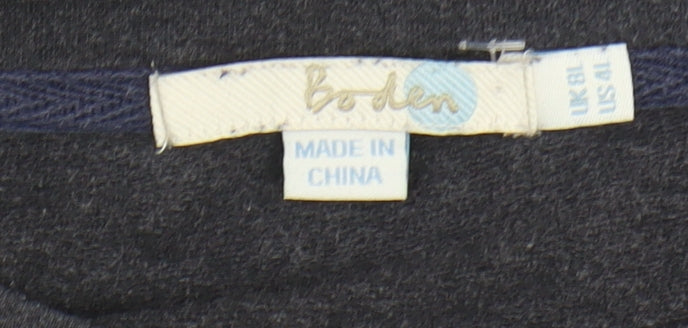 Boden
MADE IN
CHINA
UK 8L
US 4L